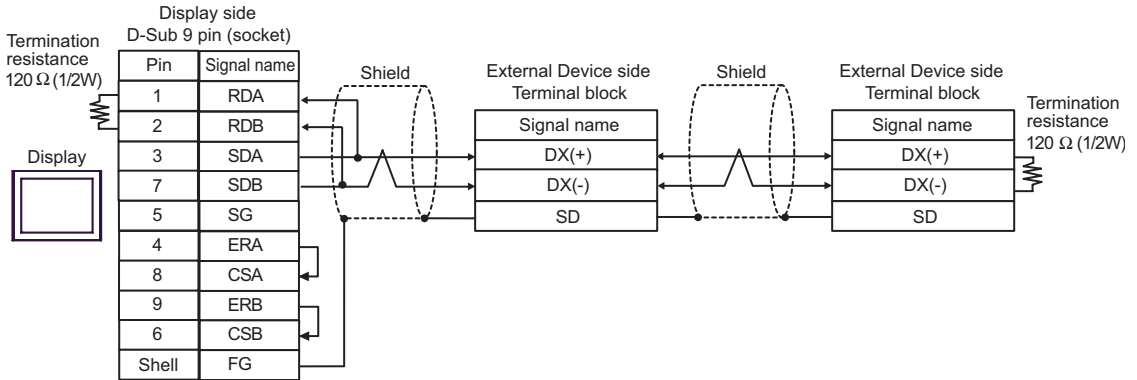 Display side
D-Sub 9 pin (socket)
Termination
resistance
120 Ω (1/2W)
Pin Signal name
1 RDA
2 RDB
3 SDA
7 SDB
5 SG
4 ERA
8 CSA
9 ERB
6 CSB
Shell FG
Display
Shield
External Device side
Terminal block
Signal name
DX(+)
DX(-)
SD
Shield
External Device side
Terminal block
Signal name
DX(+)
DX(-)
SD
Termination
resistance
120 Ω (1/2W)